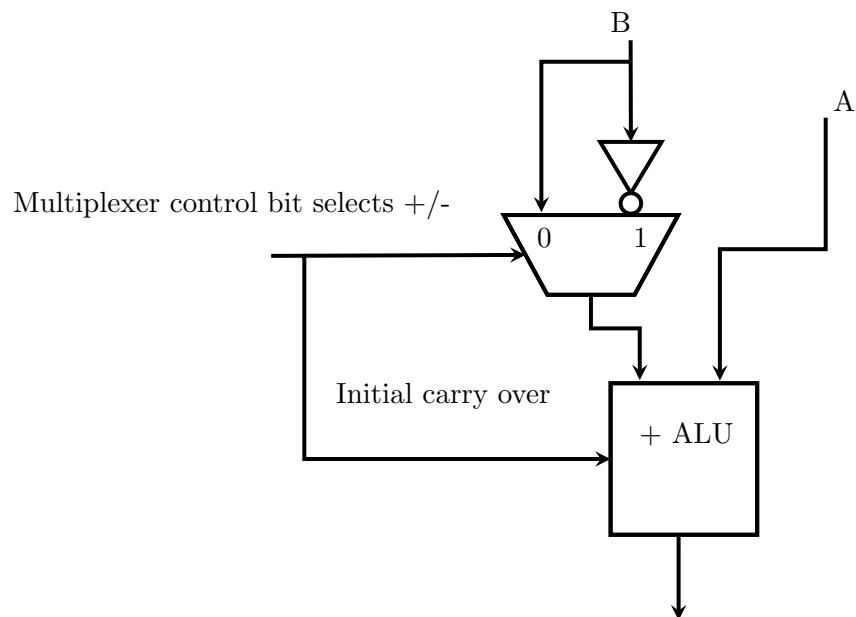 B
A
Multiplexer control bit selects +/-
0 1
Initial carry over
+ ALU